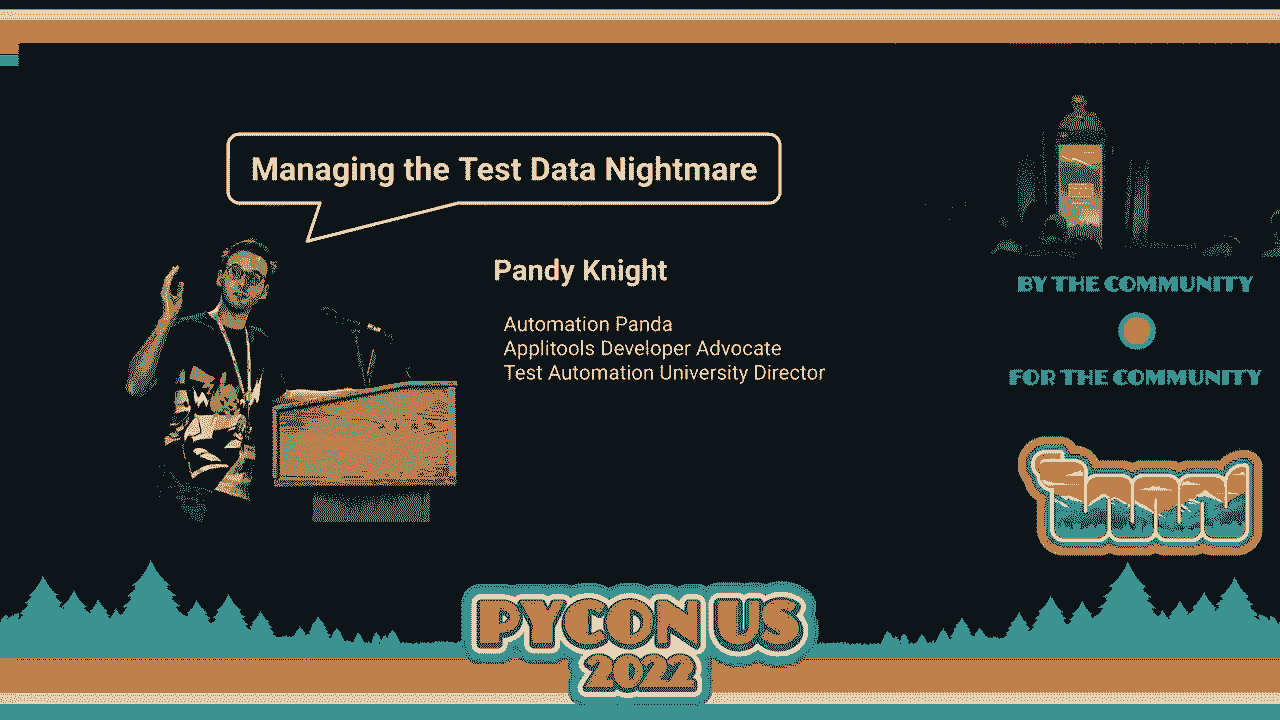 Managing the Test Data Nightmare
Pandy Knight
Automation Panda
Applitools Developer Advocate
Test Automation University Director
BY THE COMMUNITY
FOR THE COMMUNITY
PYCON US
2022